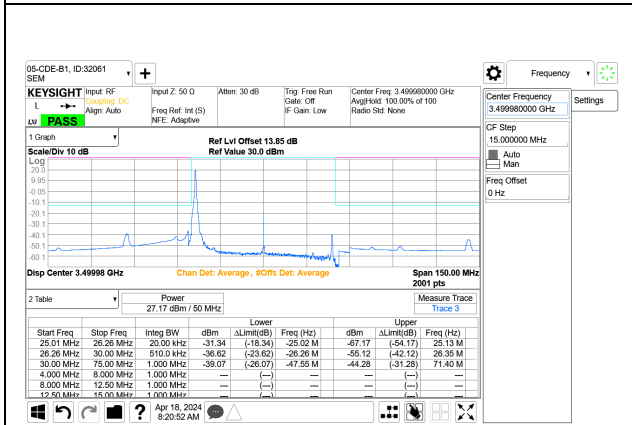 05-CDE-B1, ID:32061
SEM
Frequency
KEYSIGHT Input: RF Input Z: 50 Ω Atten: 30 dB Trig: Free Run Center Freq: 3.499980000 GHz
L Coupling: DC Gate: Off Avg|Hold: 100.00% of 100
Align: Auto Freq Ref: Int (S) IF Gain: Low Radio Std: None
LXI PASS NFE: Adaptive
Center Frequency
3.499980000 GHz
Settings
CF Step
15.000000 MHz
Auto
Man
Freq Offset
0 Hz
1 Graph
Ref Lvl Offset 13.85 dB
Scale/Div 10 dB Ref Value 30.0 dBm
Log
20.0
9.95
-0.05
-10.1
-20.1
-30.1
-40.1
-50.1
-60.1
Disp Center 3.49998 GHz Chan Det: Average , #Offs Det: Average Span 150.00 MHz
2001 pts
2 Table Power Measure Trace
27.17 dBm / 50 MHz Trace 3
Lower Upper
Start Freq Stop Freq Integ BW dBm ΔLimit(dB) Freq (Hz) dBm ΔLimit(dB) Freq (Hz)
25.01 MHz 26.26 MHz 20.00 kHz -31.34 (-18.34) -25.02 M -67.17 (-54.17) 25.13 M
26.26 MHz 30.00 MHz 510.0 kHz -36.62 (-23.62) -26.26 M -55.12 (-42.12) 26.35 M
30.00 MHz 75.00 MHz 1.000 MHz -39.07 (-26.07) -47.55 M -44.28 (-31.28) 71.40 M
4.000 MHz 8.000 MHz 1.000 MHz --- (---) --- --- (---) ---
8.000 MHz 12.50 MHz 1.000 MHz --- (---) --- --- (---) ---
12.50 MHz 15.00 MHz 1.000 MHz --- (---) --- --- (---) ---
? Apr 18, 2024
8:20:52 AM